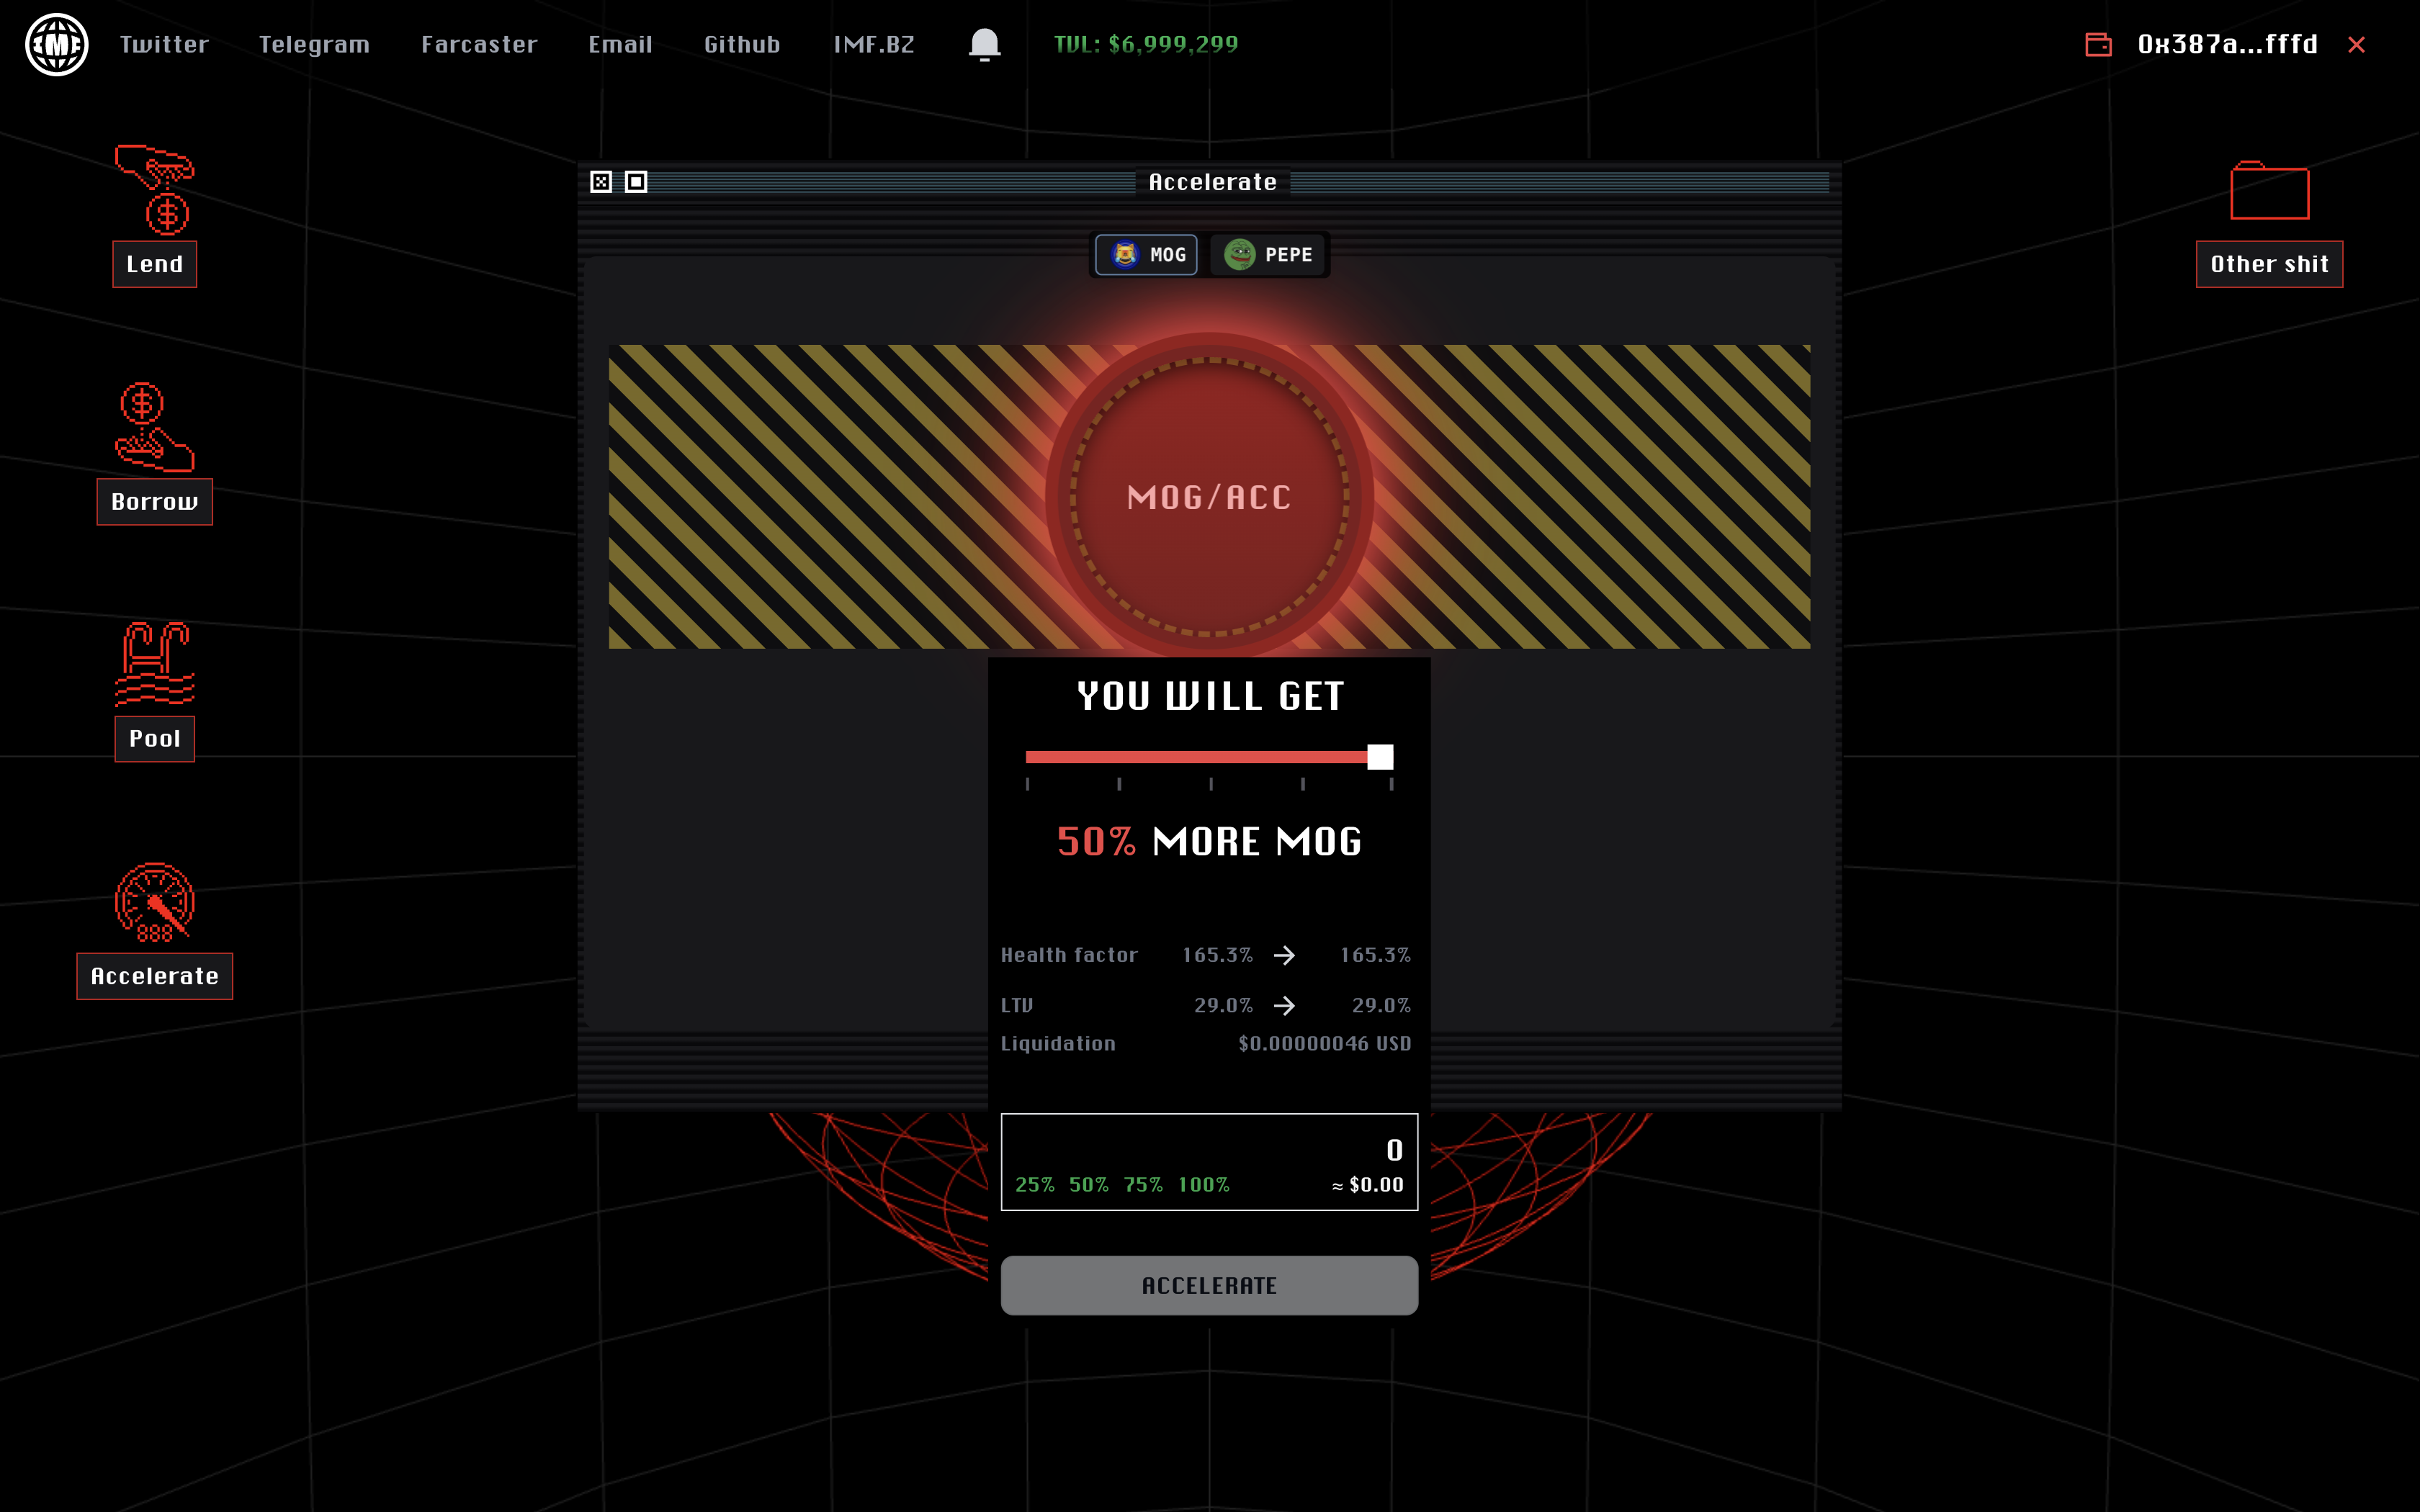 IMF Twitter Telegram Farcaster Email Github IMF.BZ TVL: $6,999,299 0x387a...fffd
Accelerate
MOG PEPE
Lend
Other shit
MOG/ACC
Borrow
YOU WILL GET
Pool
50% MORE MOG
Health factor 165.3% → 165.3%
888
Accelerate
LTV 29.0% → 29.0%
Liquidation $0.00000046 USD
0
25% 50% 75% 100% ≈ $0.00
ACCELERATE